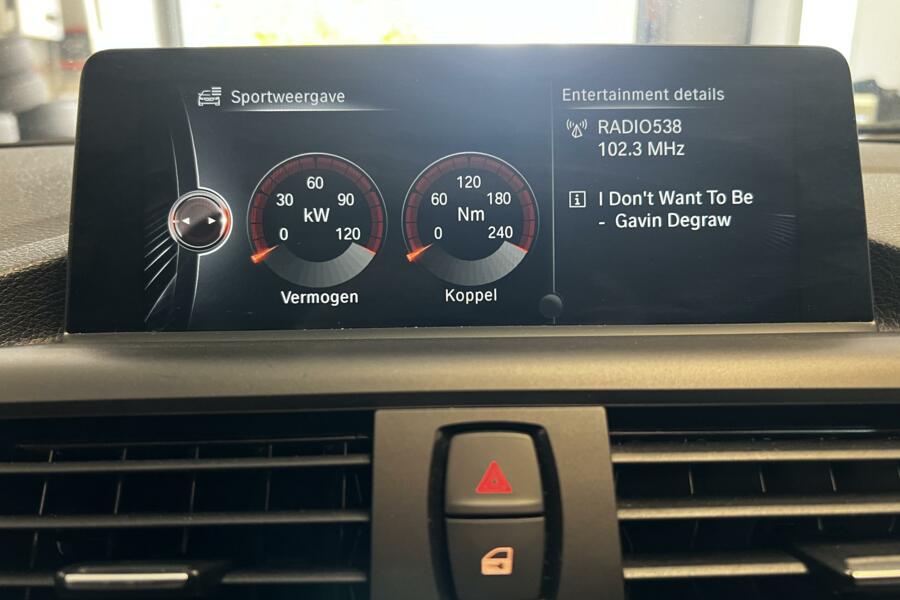 Sportweergave
60
30 90
kW
0 120
Vermogen
120
60 180
Nm
0 240
Koppel
Entertainment details
RADIO538
102.3 MHz
I Don't Want To Be
- Gavin Degraw